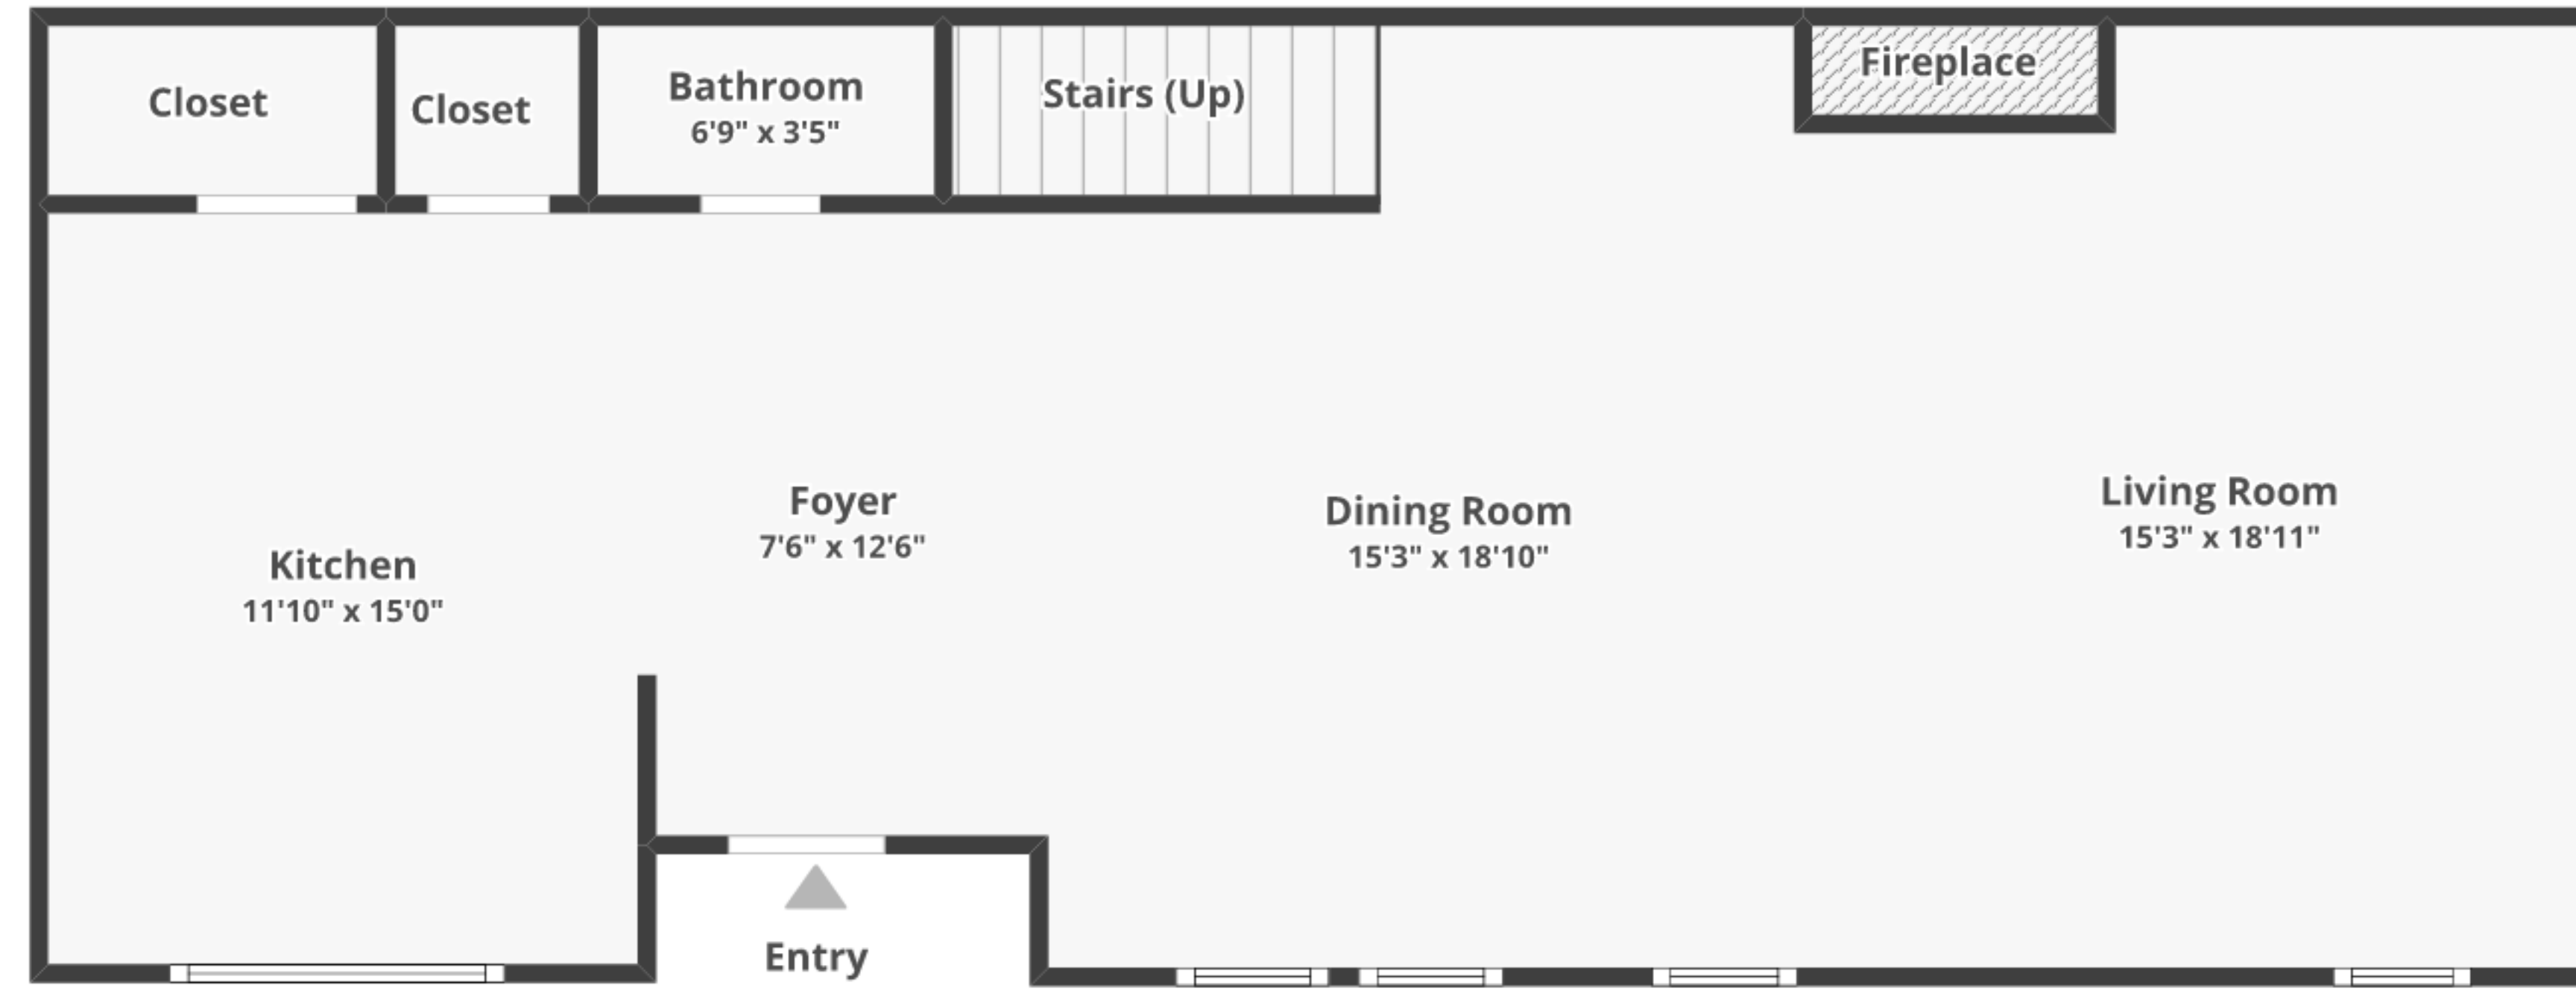 Closet
Closet
Bathroom
6'9" x 3'5"
Stairs (Up)
Fireplace
Kitchen
11'10" x 15'0"
Foyer
7'6" x 12'6"
Dining Room
15'3" x 18'10"
Living Room
15'3" x 18'11"
Entry